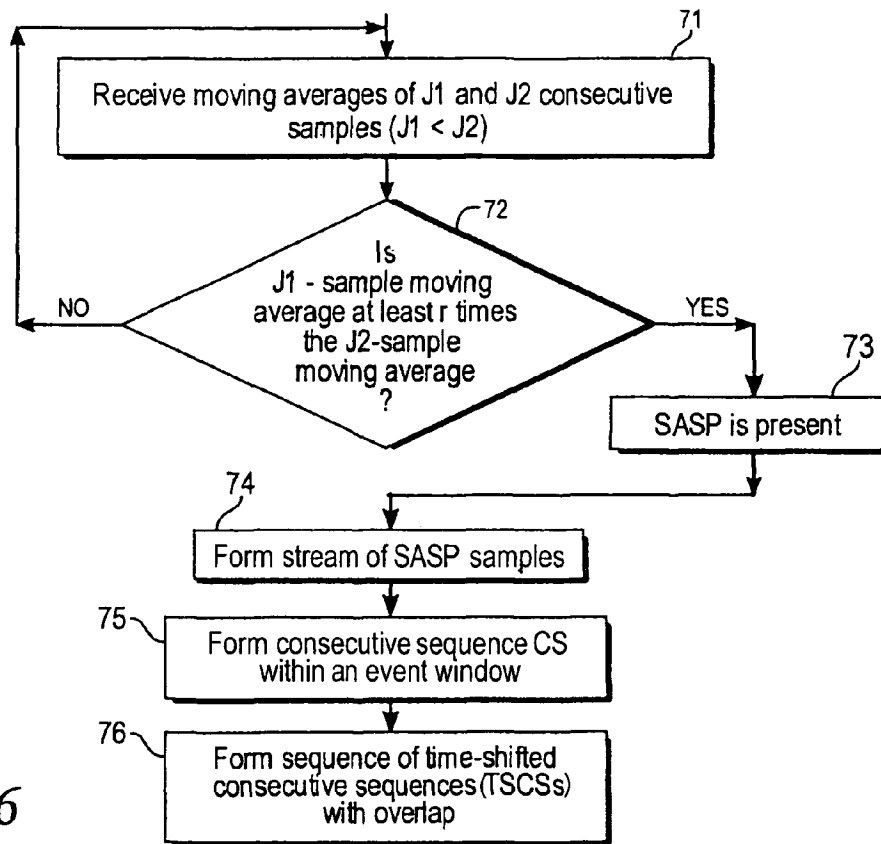 71
Receive moving averages of J1 and J2 consecutive
samples (J1 < J2)
72
Is
J1 - sample moving
average at least r times
the J2-sample
moving average
?
NO
YES
73
SASP is present
74
Form stream of SASP samples
75
Form consecutive sequence CS
within an event window
76
Form sequence of time-shifted
consecutive sequences (TSCSs)
with overlap
6